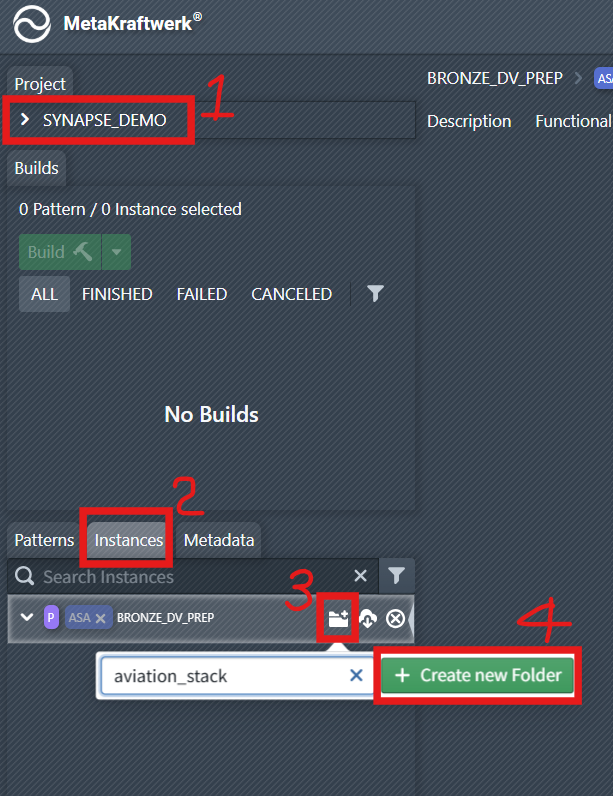 MetaKraftwerk®
Project
BRONZE_DV_PREP
ASA
SYNAPSE_DEMO
1
Description Functional
Builds
0 Pattern / 0 Instance selected
Build
ALL FINISHED FAILED CANCELED
No Builds
2
Patterns Instances Metadata
Search Instances
3
P ASA BRONZE_DV_PREP
4
aviation_stack
+ Create new Folder